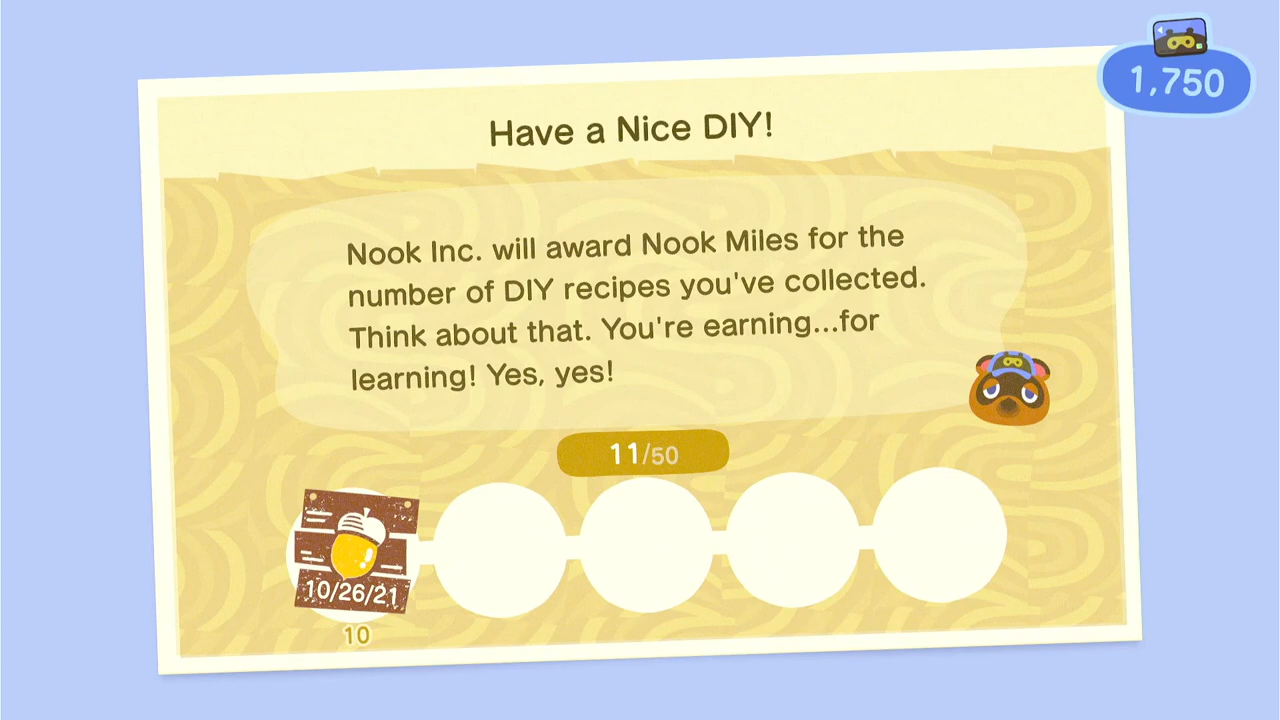 1,750
Have a Nice DIY!
Nook Inc. will award Nook Miles for the
number of DIY recipes you've collected.
Think about that. You're earning...for
learning! Yes, yes!
11/50
10/26/21
10